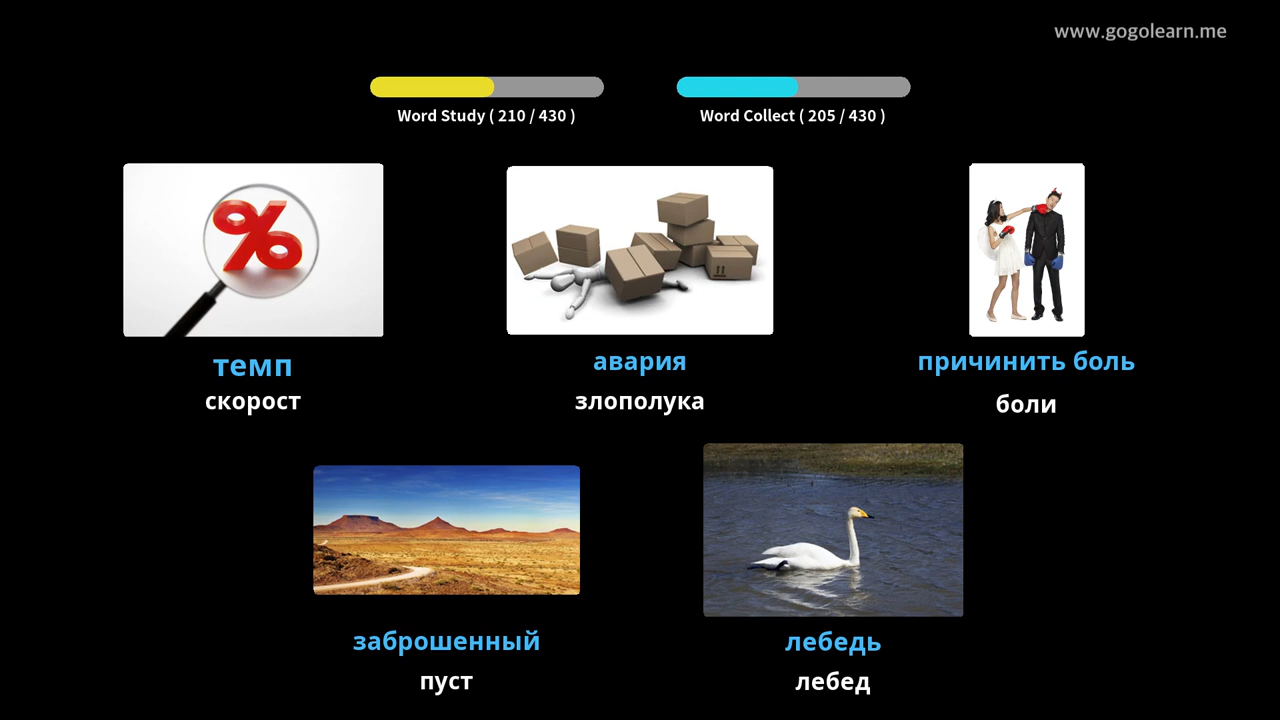 www.gogolearn.me
Word Study ( 210 / 430 )
Word Collect ( 205 / 430 )
темп
скорост
авария
злополука
причинить боль
боли
заброшенный
пуст
лебедь
лебед